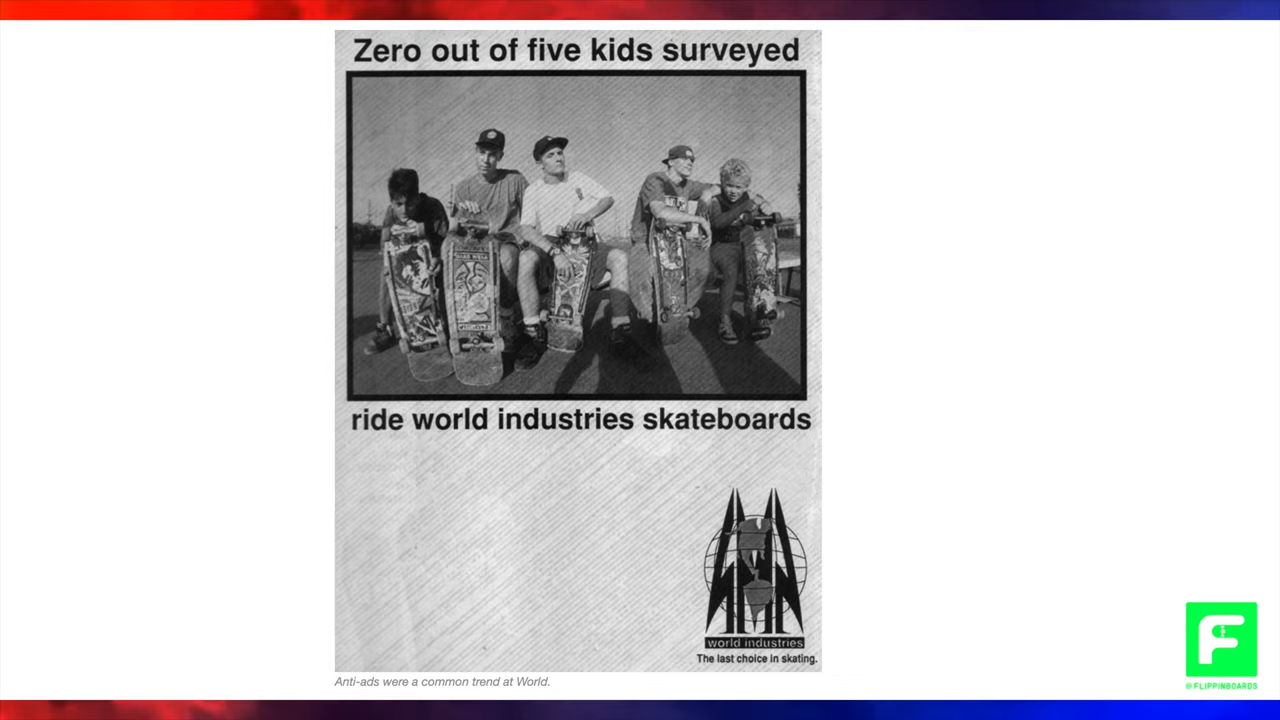 Zero out of five kids surveyed
ride world industries skateboards
world industries
The last choice in skating.
Anti-ads were a common trend at World.
F
@FLIPPINBOARDS